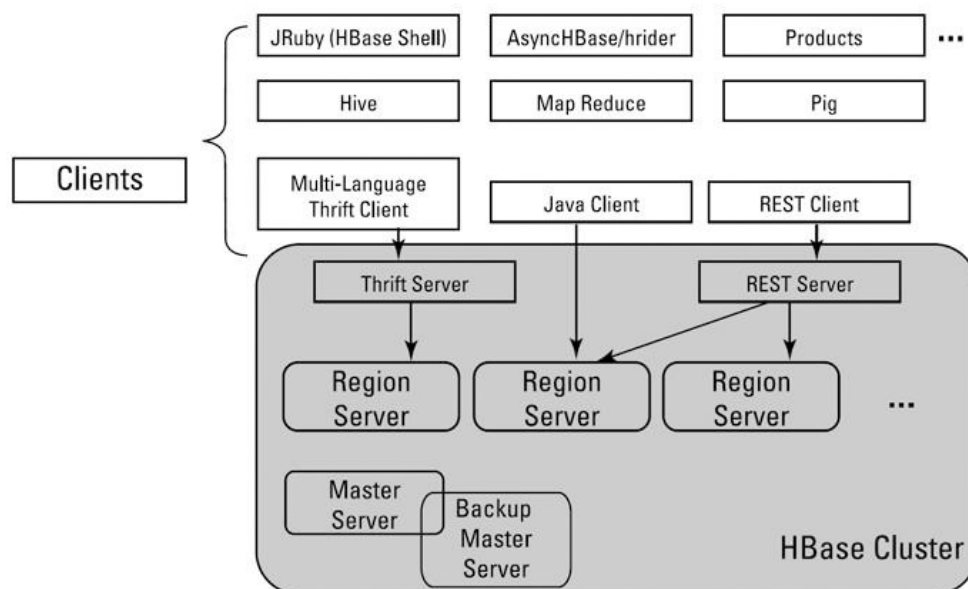 JRuby (HBase Shell)
AsyncHBase/hrider
Products
...
Hive
Map Reduce
Pig
Clients
Multi-Language
Thrift Client
Java Client
REST Client
Thrift Server
REST Server
Region
Server
Region
Server
Region
Server
...
Master
Server
Backup
Master
Server
HBase Cluster